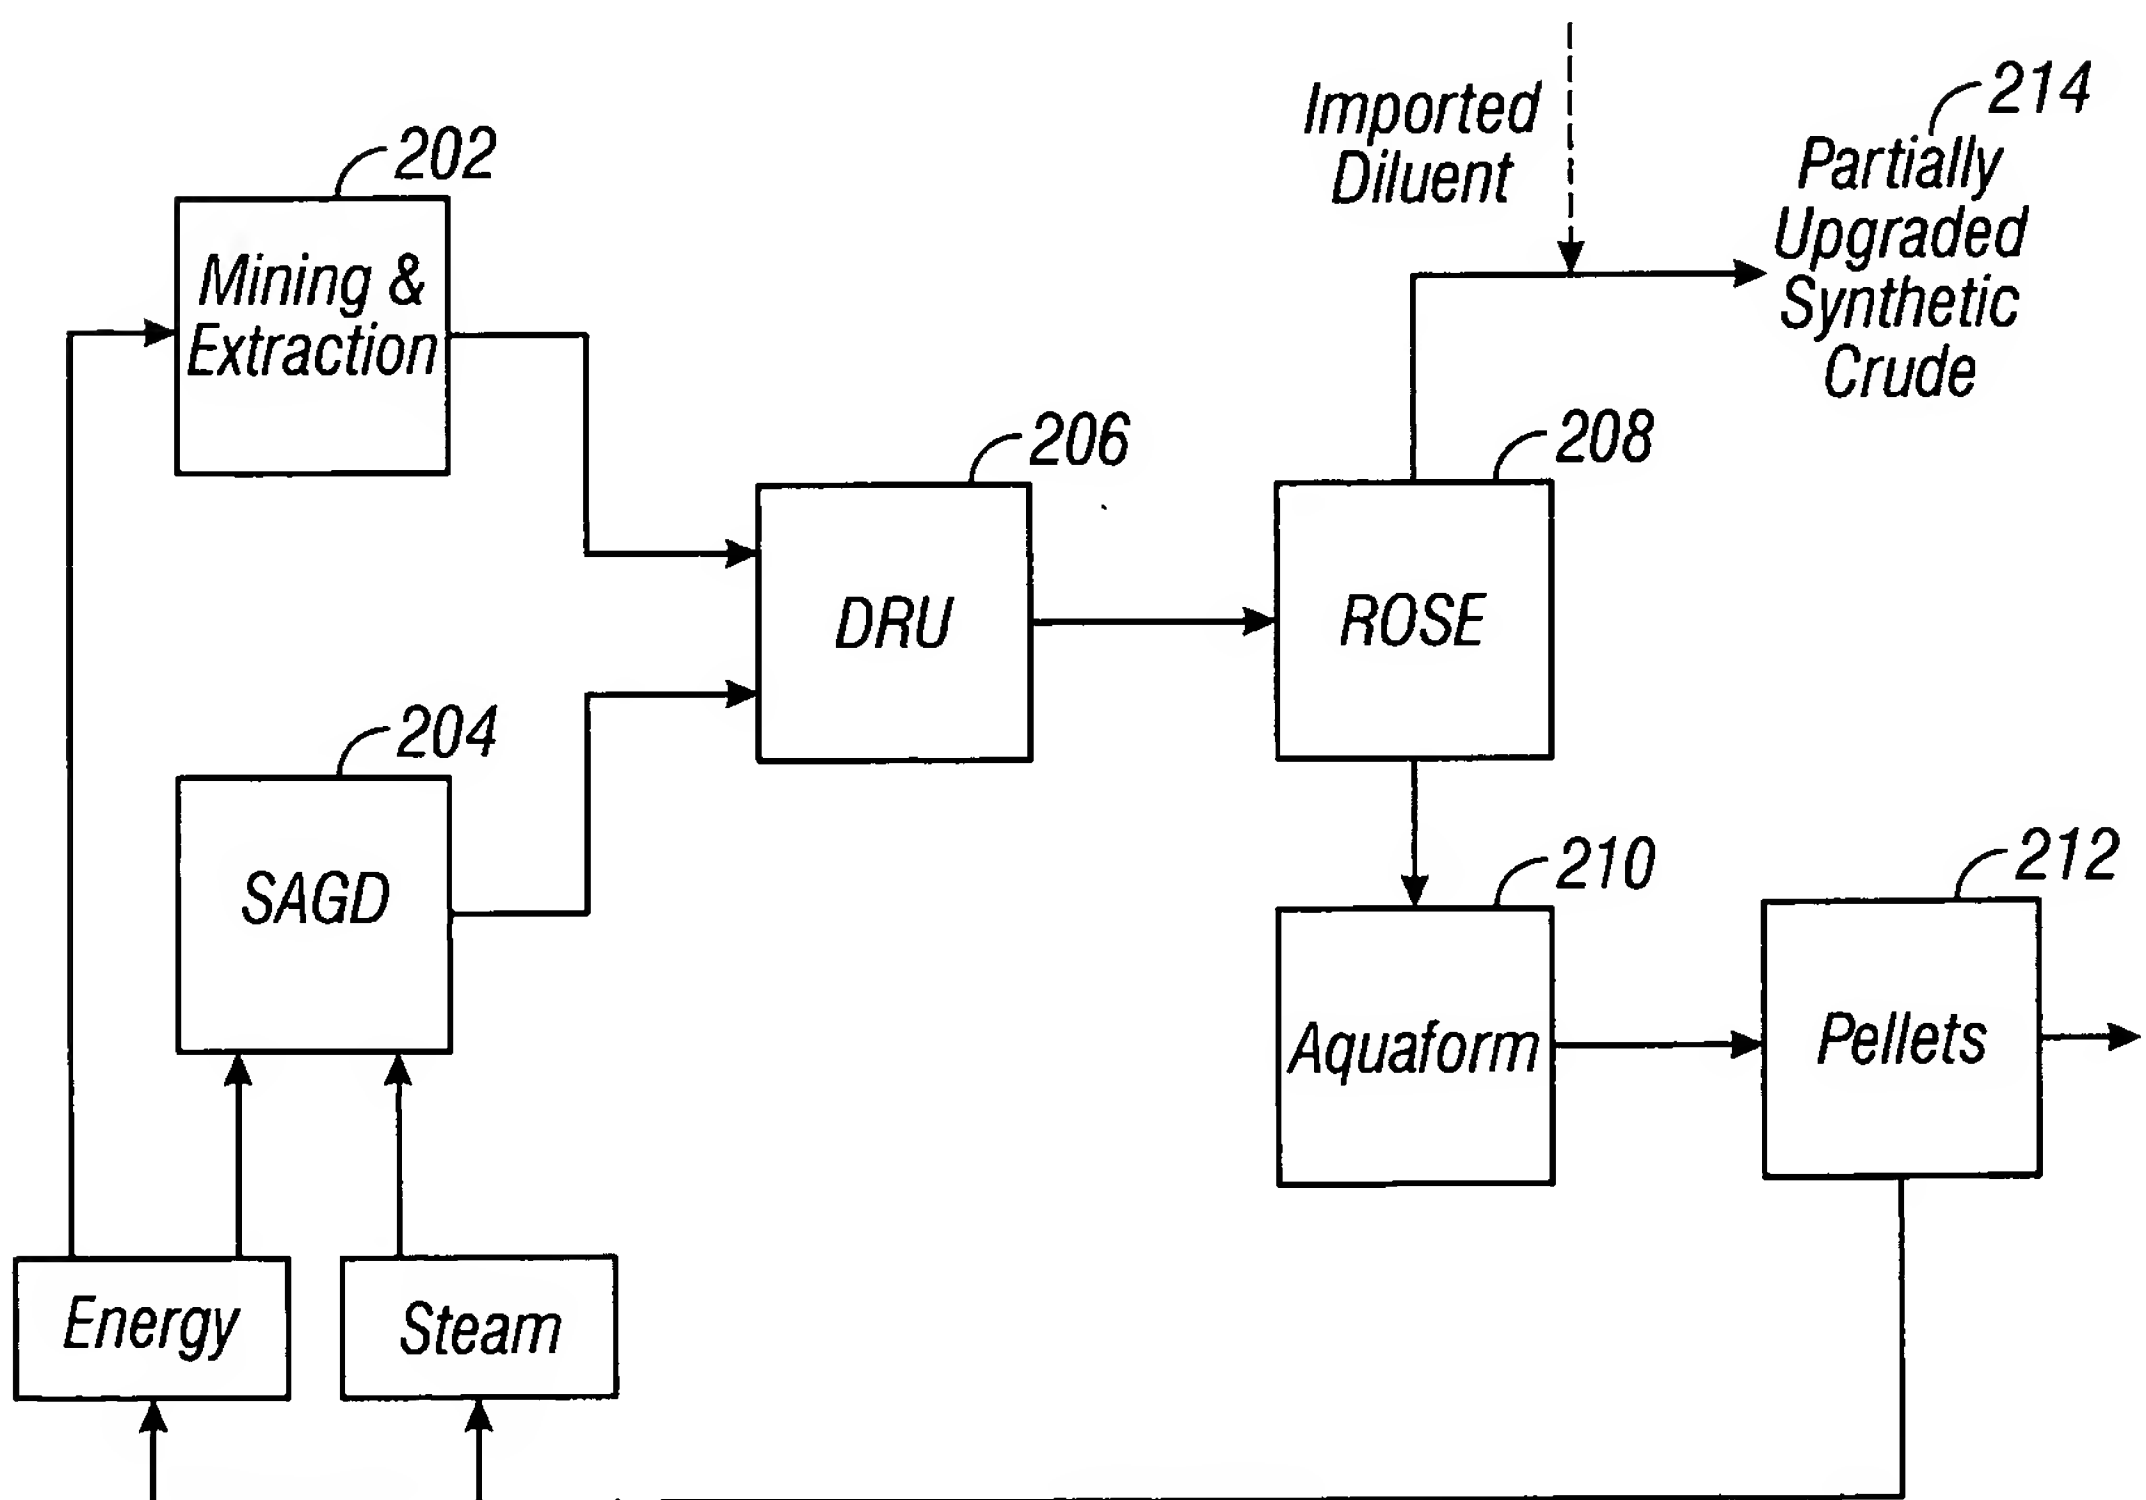 Imported
Diluent
214
Partially
Upgraded
Synthetic
Crude
202
Mining &
Extraction
206
DRU
208
ROSE
204
SAGD
210
Aquaform
212
Pellets
Energy
Steam